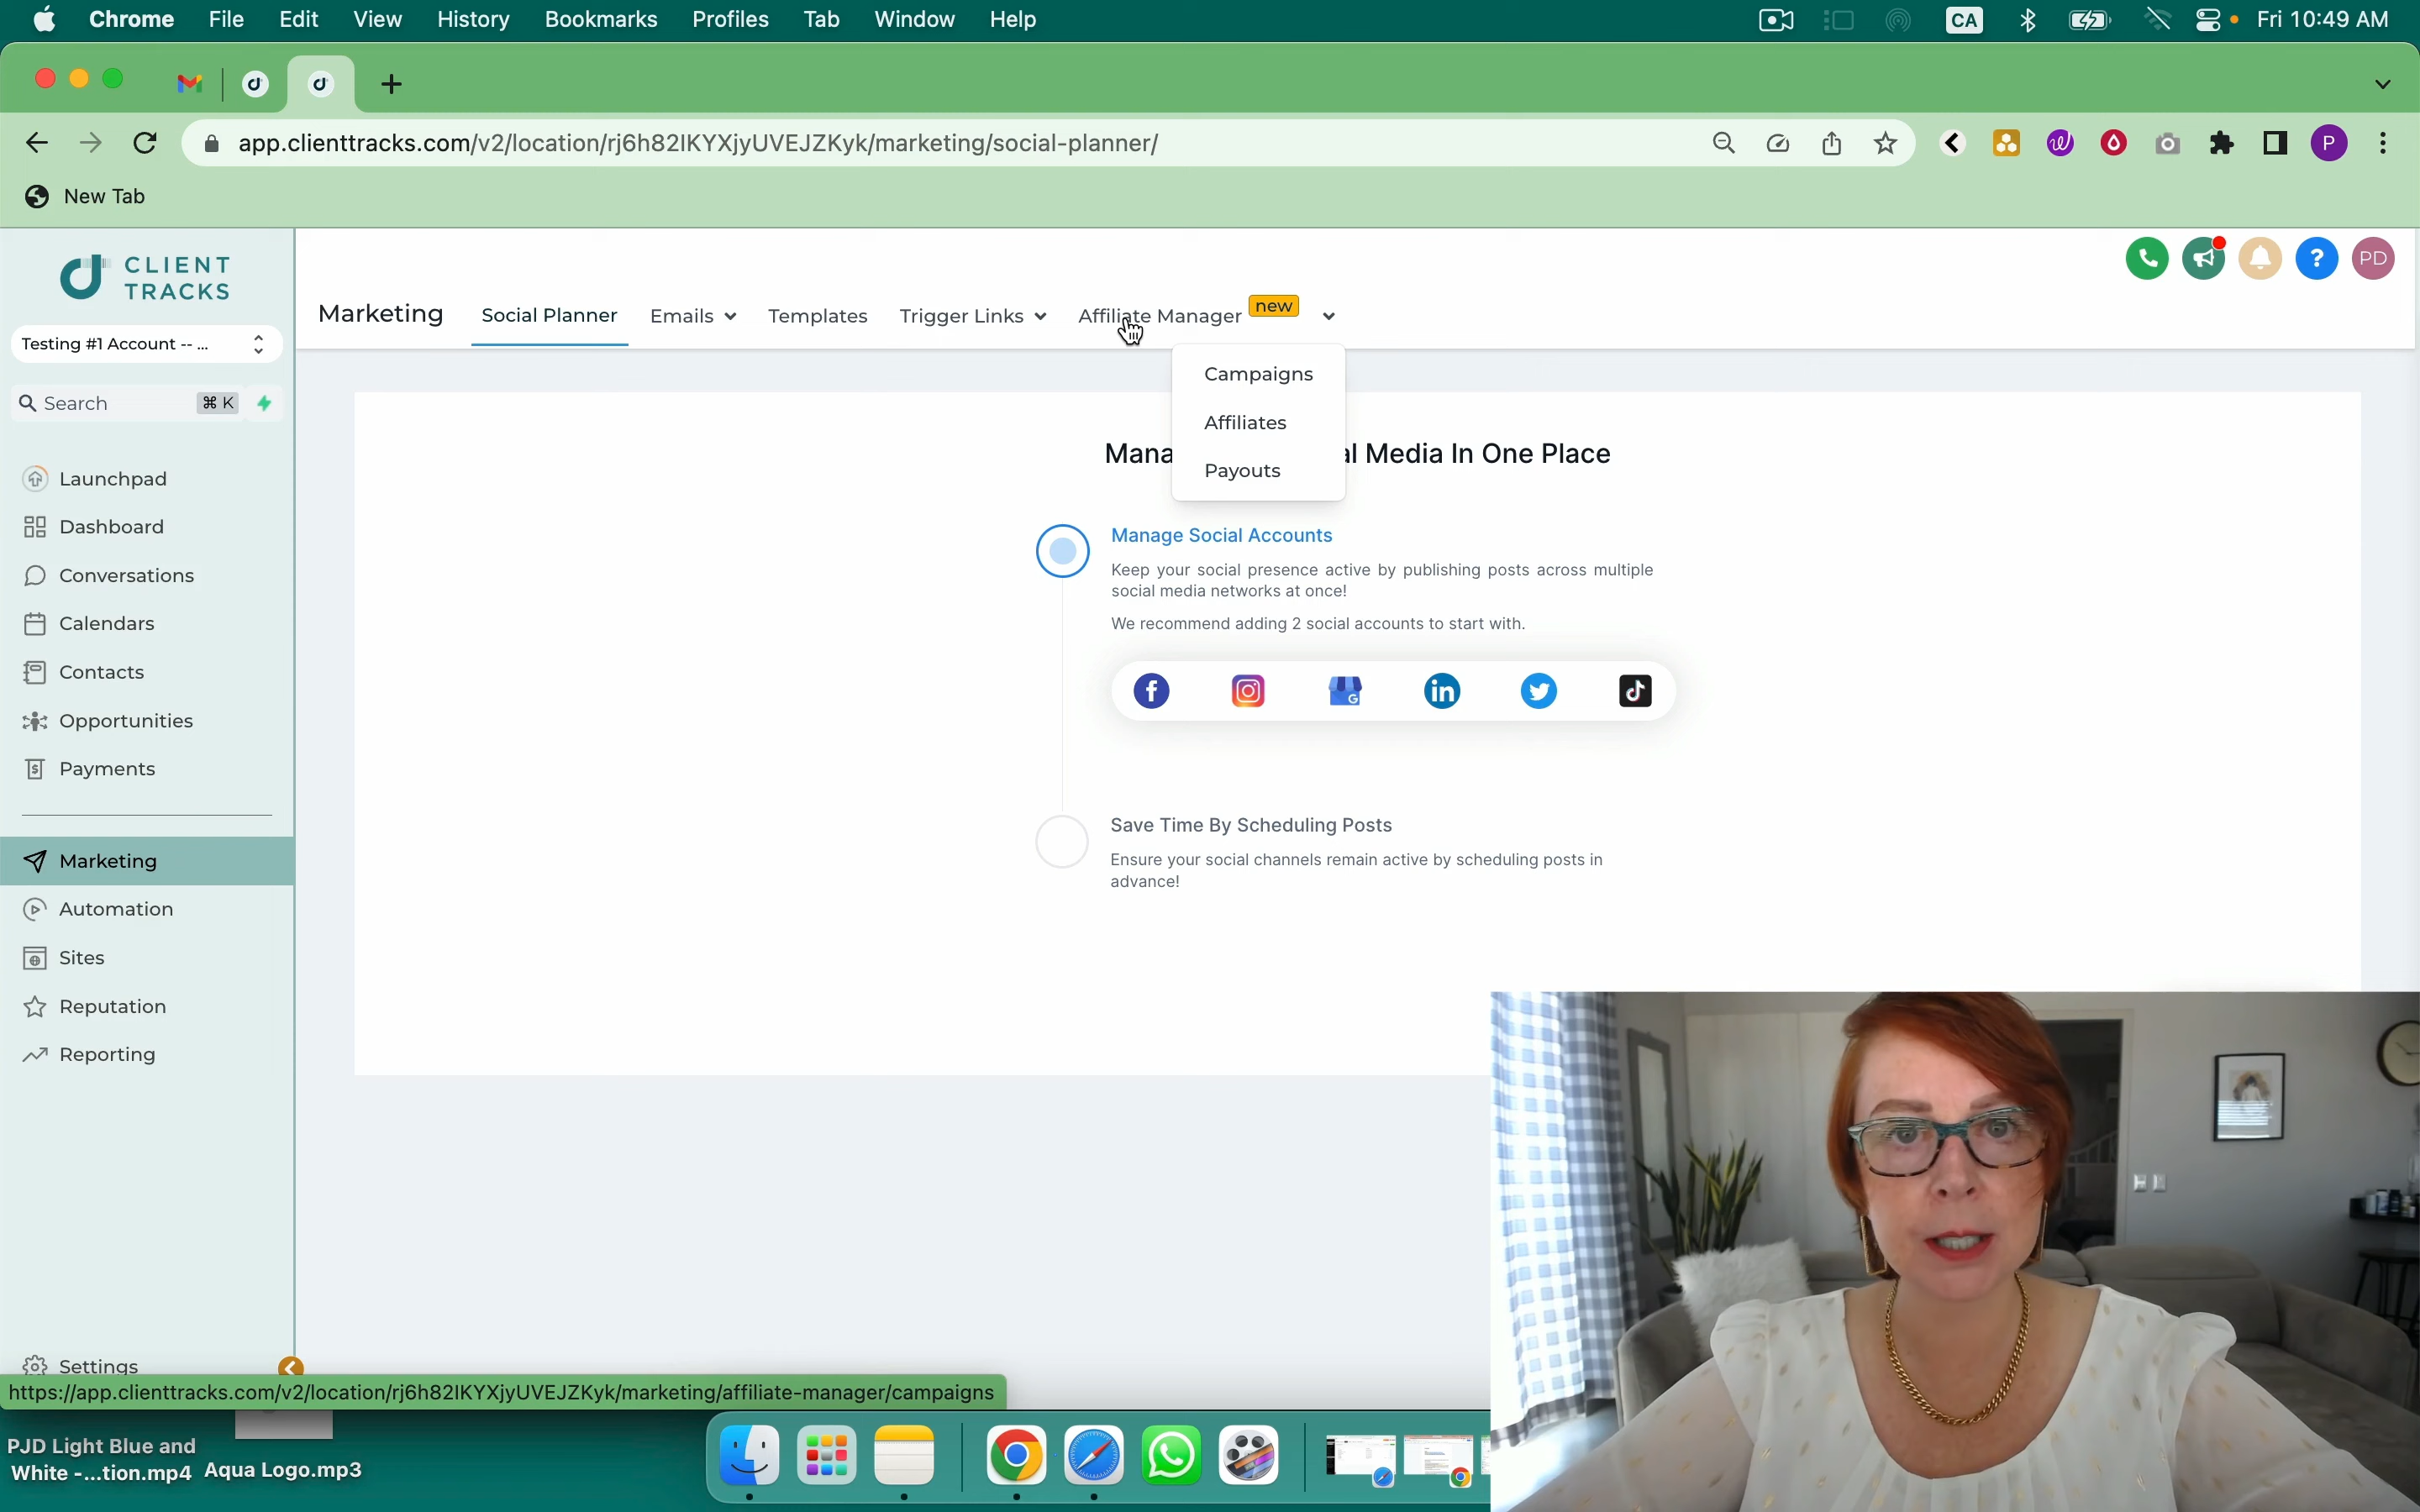 Chrome File Edit View History Bookmarks Profiles Tab Window Help
CA Fri 10:49 AM
app.clienttracks.com/v2/location/rj6h82IKYXjyUVEJZKyk/marketing/social-planner/
P
New Tab
CLIENT
TRACKS
PD
Marketing Social Planner Emails Templates Trigger Links Affiliate Manager new
Testing #1 Account -- ...
Search ⌘ K
Campaigns
Affiliates
Payouts
Mana al Media In One Place
Launchpad
Dashboard
Conversations
Calendars
Contacts
Opportunities
Payments
Marketing
Automation
Sites
Reputation
Reporting
Settings
Manage Social Accounts
Keep your social presence active by publishing posts across multiple
social media networks at once!
We recommend adding 2 social accounts to start with.
Save Time By Scheduling Posts
Ensure your social channels remain active by scheduling posts in
advance!
https://app.clienttracks.com/v2/location/rj6h82IKYXjyUVEJZKyk/marketing/affiliate-manager/campaigns
PJD Light Blue and
White -...tion.mp4 Aqua Logo.mp3